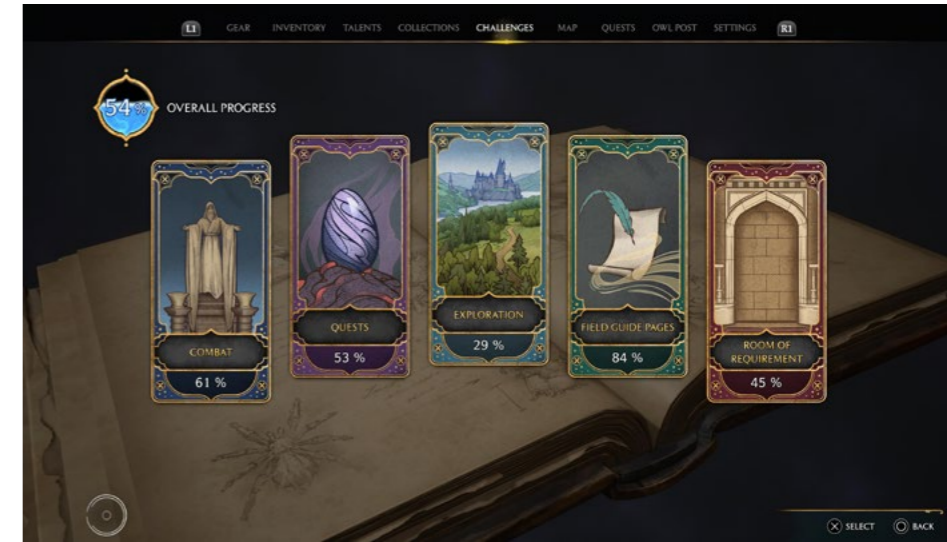 L1 GEAR INVENTORY TALENTS COLLECTIONS CHALLENGES MAP QUESTS OWL POST SETTINGS R1
54%
OVERALL PROGRESS
COMBAT
61 %
QUESTS
53 %
EXPLORATION
29 %
FIELD GUIDE PAGES
84 %
ROOM OF
REQUIREMENT
45 %
SELECT BACK